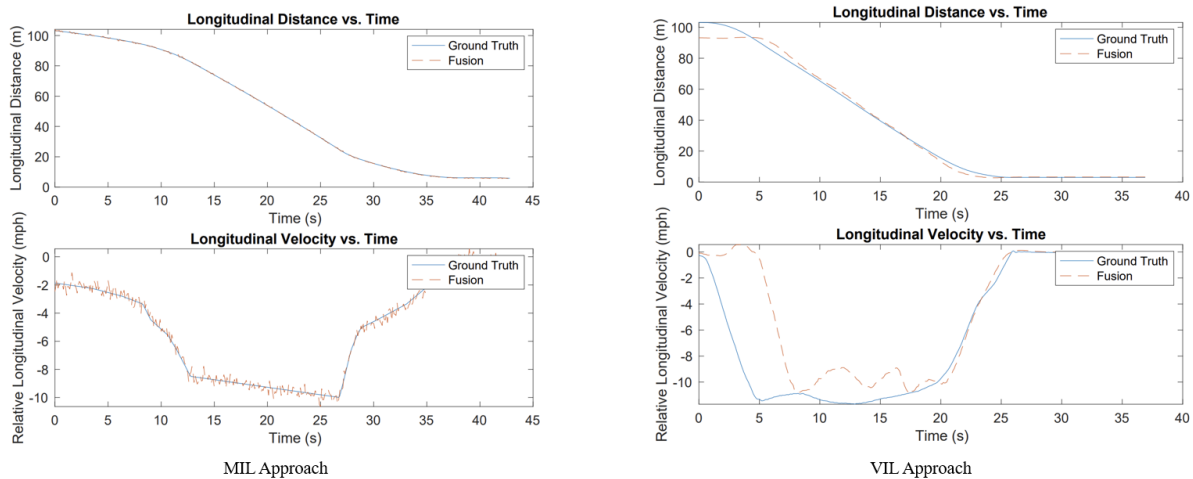 Longitudinal Distance vs. Time
Longitudinal Distance (m)
100
80
60
40
20
0
Ground Truth
Fusion
0 5 10 15 20 25 30 35 40 45
Time (s)
Longitudinal Velocity vs. Time
Relative Longitudinal Velocity (mph)
0
-2
-4
-6
-8
-10
Ground Truth
Fusion
0 5 10 15 20 25 30 35 40 45
Time (s)
MIL Approach
Longitudinal Distance vs. Time
Longitudinal Distance (m)
100
80
60
40
20
0
Ground Truth
Fusion
0 5 10 15 20 25 30 35 40
Time (s)
Longitudinal Velocity vs. Time
Relative Longitudinal Velocity (mph)
0
-2
-4
-6
-8
-10
Ground Truth
Fusion
0 5 10 15 20 25 30 35 40
Time (s)
VIL Approach